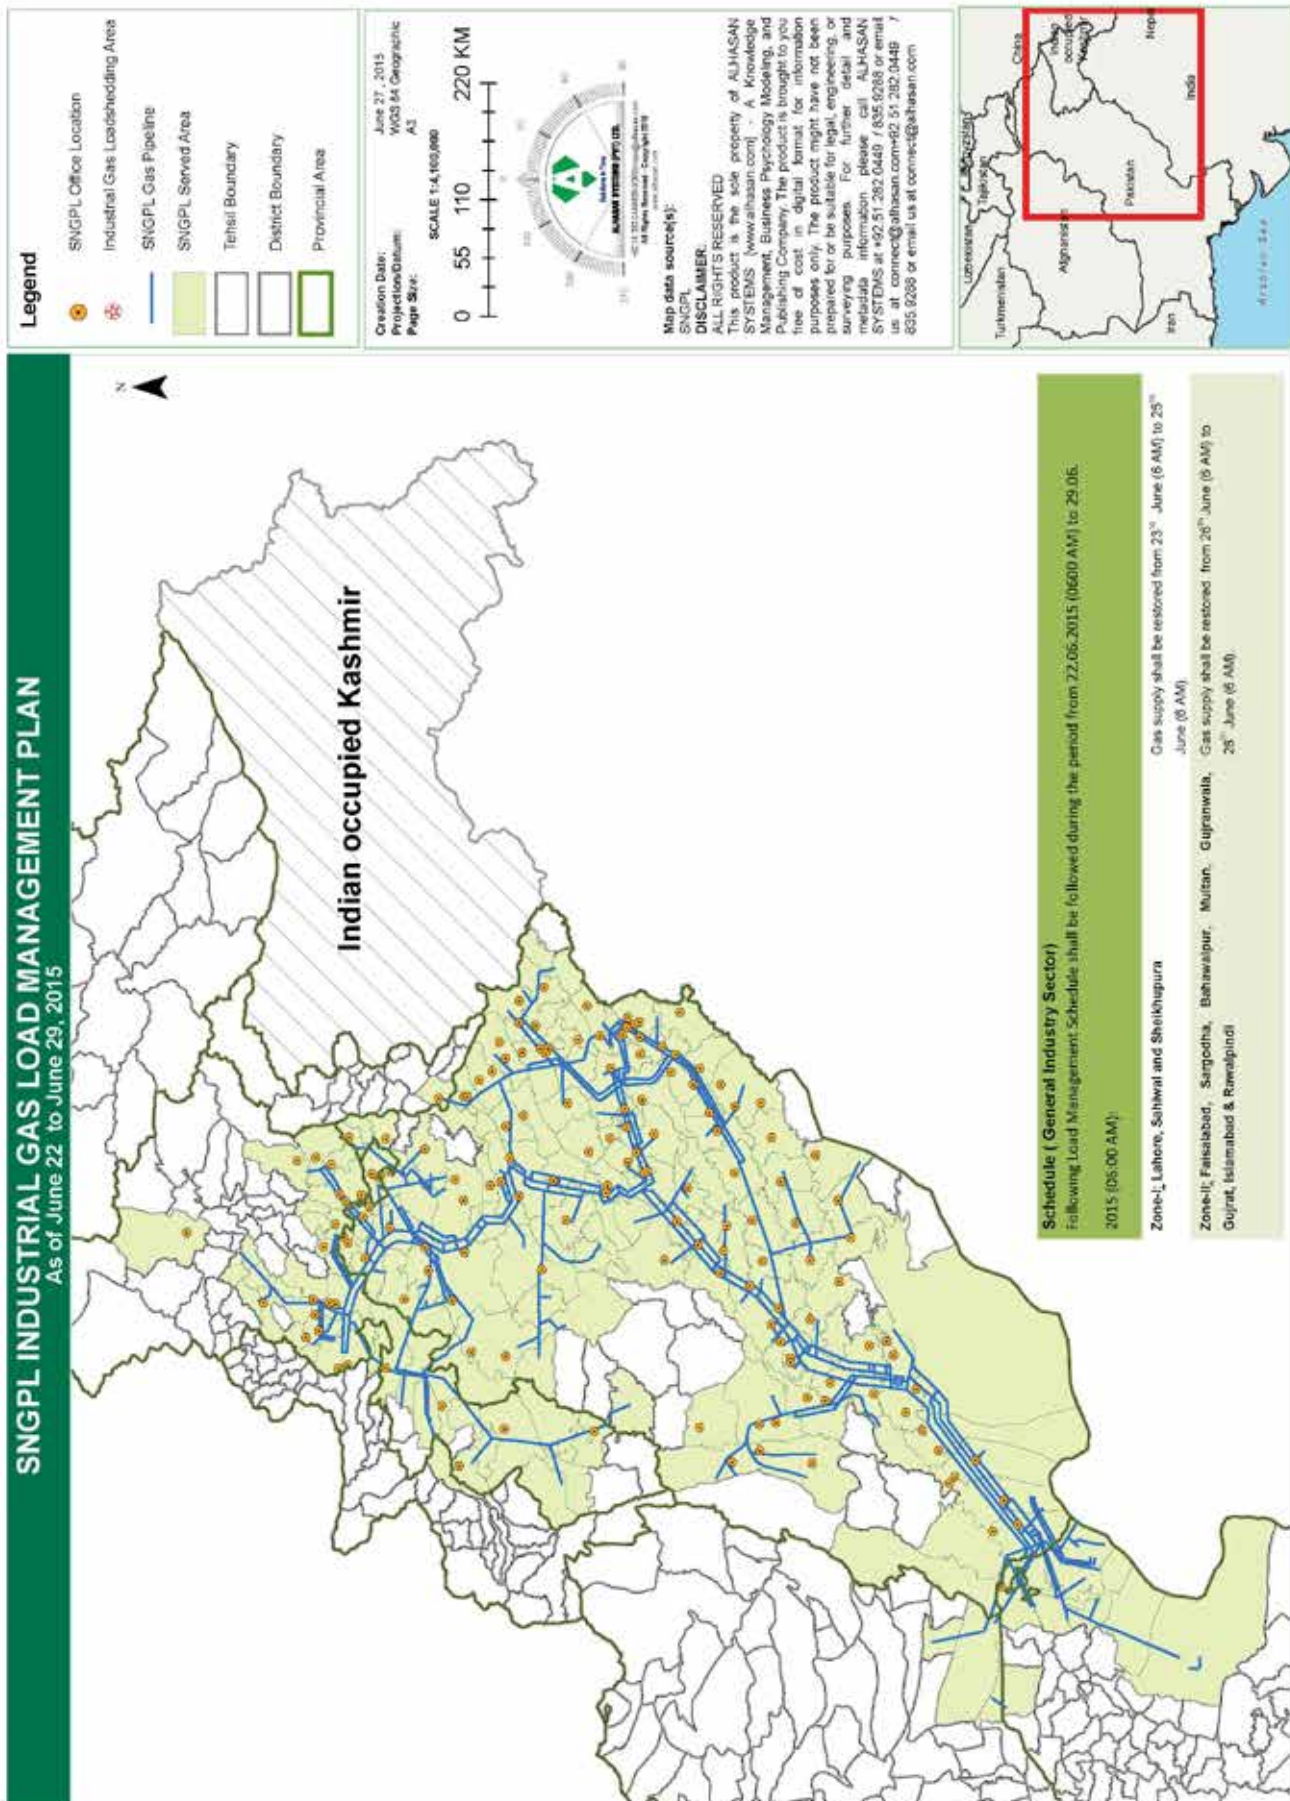 SNGPL INDUSTRIAL GAS LOAD MANAGEMENT PLAN
As of June 22 to June 29, 2015
N
Indian occupied Kashmir
Schedule ( General Industry Sector)
Following Load Management Schedule shall be followed during the period from 22.06.2015 (0600 AM) to 29.06.
2015 (06:00 AM):
Zone-I: Lahore, Sahiwal and Sheikhupura
Gas supply shall be restored from 23rd June (6 AM) to 25th
June (6 AM)
Zone-II: Faisalabad, Sargodha, Bahawalpur, Multan, Gujranwala,
Gujrat, Islamabad & Rawalpindi
Gas supply shall be restored from 26th June (6 AM) to
28th June (6 AM)
Legend
SNGPL Office Location
Industrial Gas Loadshedding Area
SNGPL Gas Pipeline
SNGPL Served Area
Tehsil Boundary
District Boundary
Provincial Area
Creation Date: June 27, 2015
Projection/Datum: WGS 84 Geographic
Page Size: A3
SCALE 1:4,100,000
0 55 110 220 KM
Map data source(s):
SNGPL
DISCLAIMER:
ALL RIGHTS RESERVED
This product is the sole property of ALHASAN
SYSTEMS [www.alhasan.com] - A Knowledge
Management, Business Psychology Modeling, and
Publishing Company. The product is brought to you
free of cost in digital format for information
purposes only. The product might have not been
prepared for or be suitable for legal, engineering, or
surveying purposes. For further detail and
metadata information please call ALHASAN
SYSTEMS at +92.51.282.0449 / 835.9288 or email
us at connect@alhasan.com+92.51.282.0449 /
835.9288 or email us at connect@alhasan.com
Uzbekistan
Tajikistan
China
Turkmenistan
Afghanistan
Indian
occupied
Kashmir
Iran
Pakistan
Nepal
India
Arabian Sea